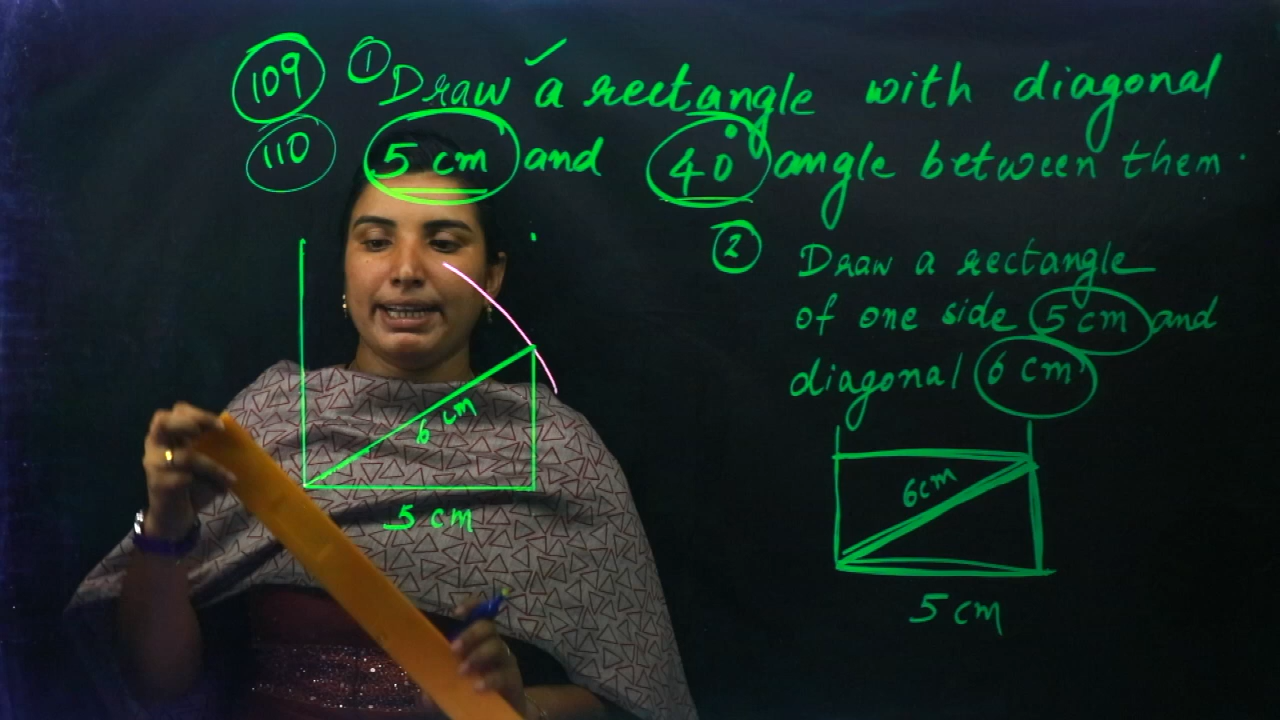 109 ① Draw a rectangle with diagonal
110 5 cm and 40° angle between them.
② Draw a rectangle
of one side 5 cm and
diagonal 6 cm
6 cm
5 cm
6cm
5 cm